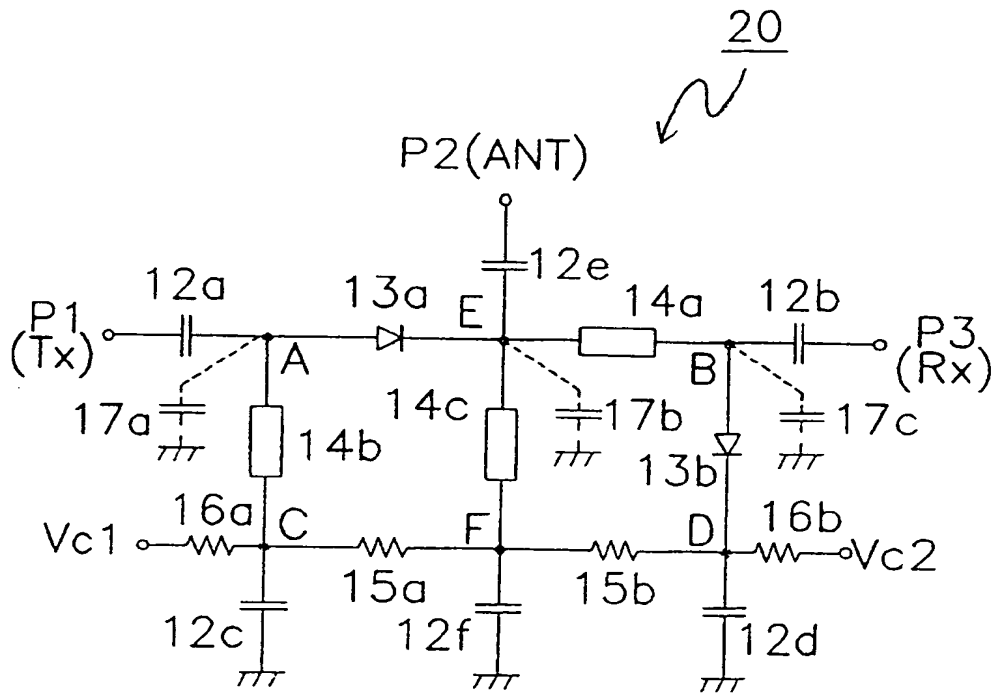 20
P2(ANT)
12e
12a
13a
E
14a
12b
P1
(Tx)
A
B
P3
(Rx)
17a
14b
14c
17b
13b
17c
Vc1
16a
C
F
D
16b
Vc2
15a
15b
12c
12f
12d